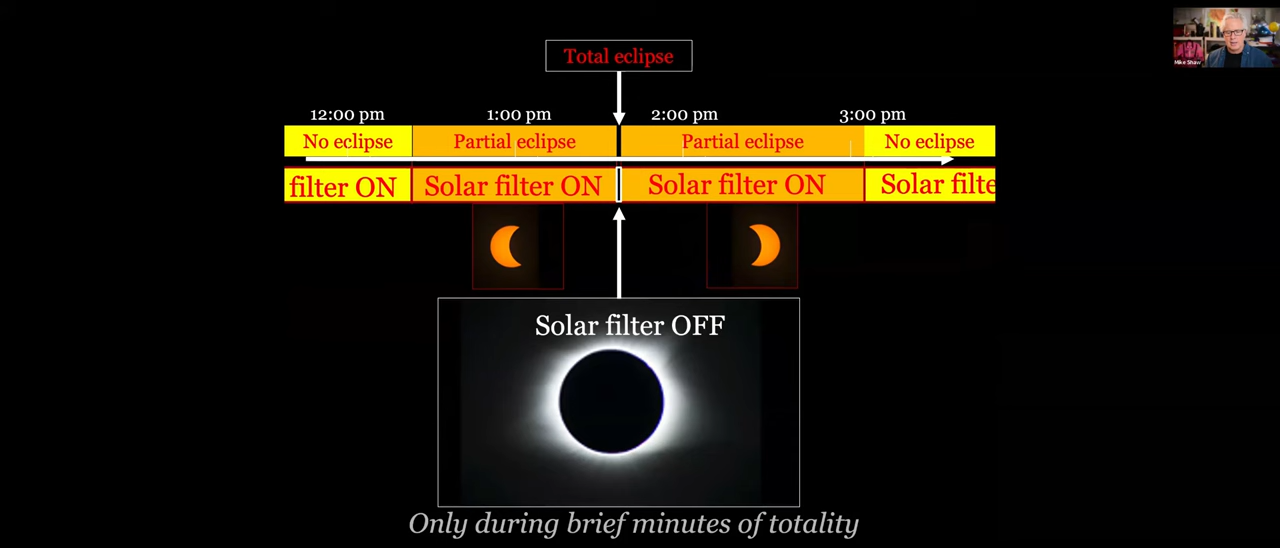 Total eclipse
12:00 pm 1:00 pm 2:00 pm 3:00 pm
No eclipse Partial eclipse Partial eclipse No eclipse
filter ON Solar filter ON Solar filter ON Solar filte
Solar filter OFF
Only during brief minutes of totality
Mike Shaw